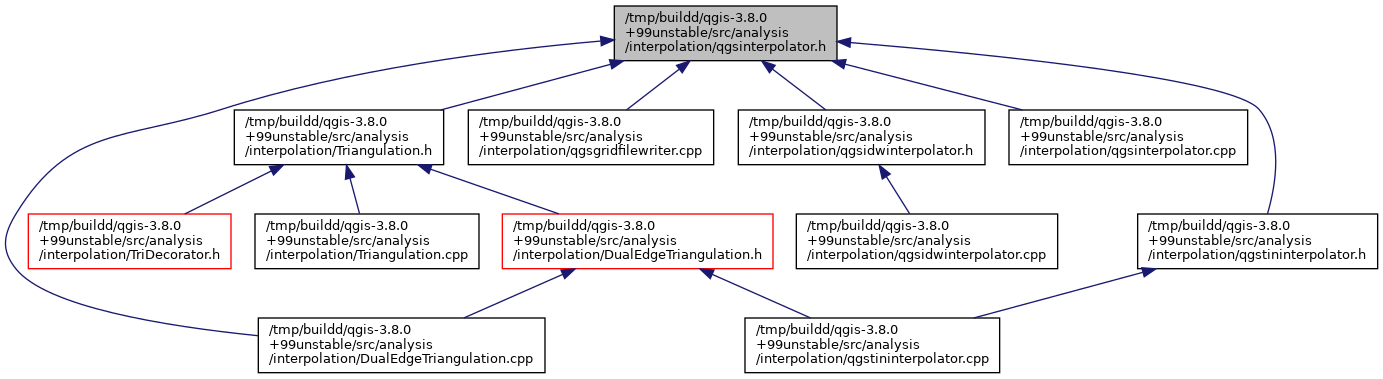 /tmp/buildd/qgis-3.8.0
+99unstable/src/analysis
/interpolation/qgsinterpolator.h
/tmp/buildd/qgis-3.8.0
+99unstable/src/analysis
/interpolation/Triangulation.h
/tmp/buildd/qgis-3.8.0
+99unstable/src/analysis
/interpolation/qgsgridfilewriter.cpp
/tmp/buildd/qgis-3.8.0
+99unstable/src/analysis
/interpolation/qgsidwinterpolator.h
/tmp/buildd/qgis-3.8.0
+99unstable/src/analysis
/interpolation/qgsinterpolator.cpp
/tmp/buildd/qgis-3.8.0
+99unstable/src/analysis
/interpolation/TriDecorator.h
/tmp/buildd/qgis-3.8.0
+99unstable/src/analysis
/interpolation/Triangulation.cpp
/tmp/buildd/qgis-3.8.0
+99unstable/src/analysis
/interpolation/DualEdgeTriangulation.h
/tmp/buildd/qgis-3.8.0
+99unstable/src/analysis
/interpolation/qgsidwinterpolator.cpp
/tmp/buildd/qgis-3.8.0
+99unstable/src/analysis
/interpolation/qgstininterpolator.h
/tmp/buildd/qgis-3.8.0
+99unstable/src/analysis
/interpolation/DualEdgeTriangulation.cpp
/tmp/buildd/qgis-3.8.0
+99unstable/src/analysis
/interpolation/qgstininterpolator.cpp